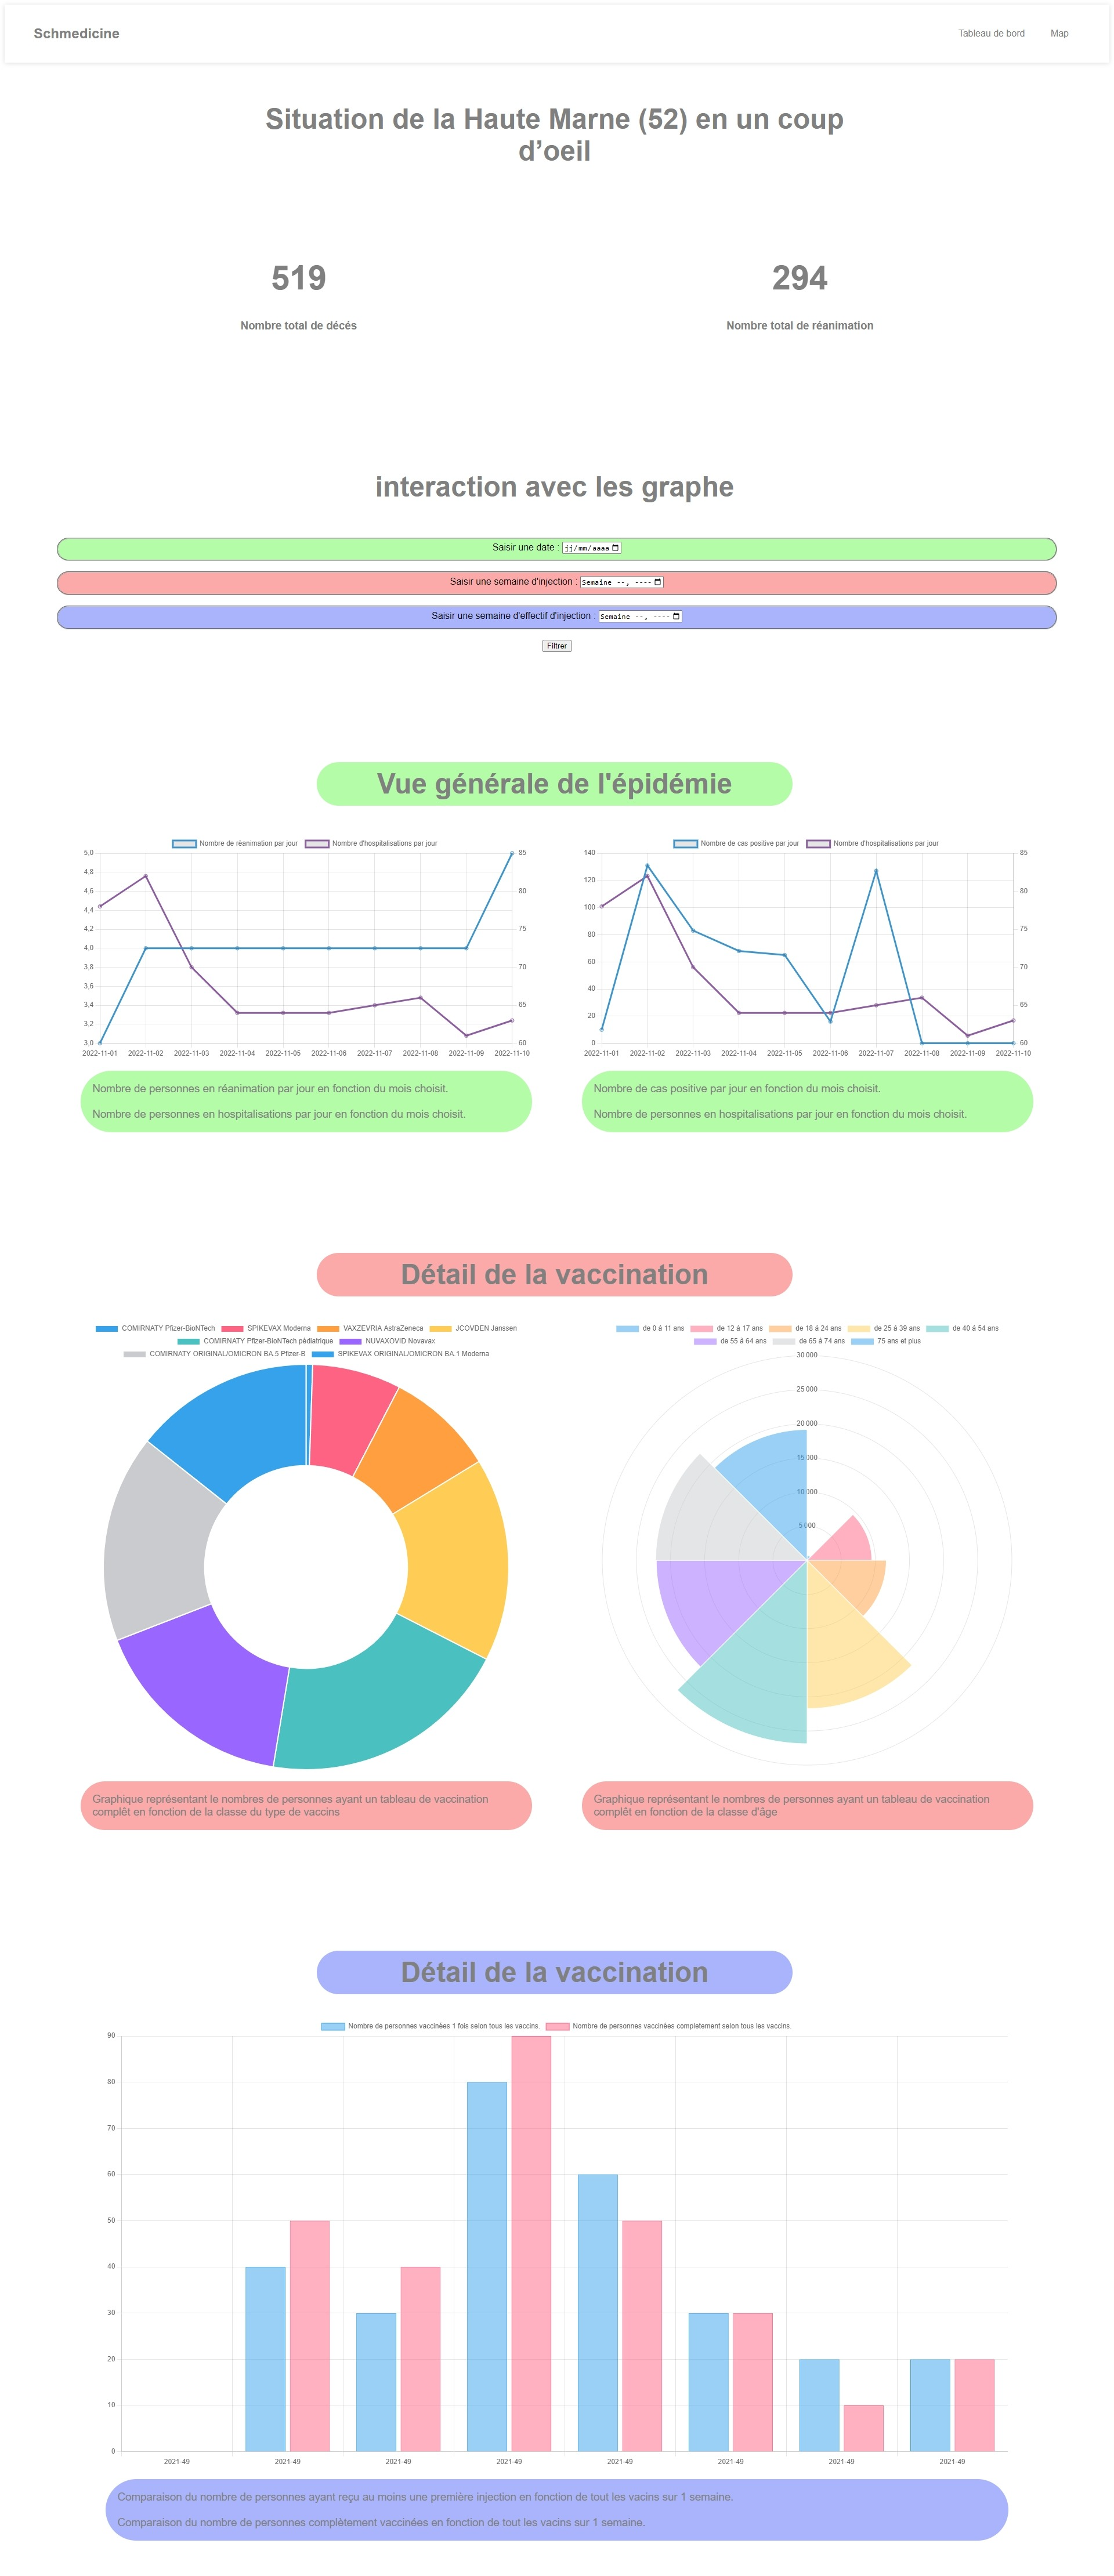 Schmedicine
Tableau de bord
Map
Situation de la Haute Marne (52) en un coup
d’oeil
519
294
Nombre total de décés
Nombre total de réanimation
interaction avec les graphe
Saisir une date : jj/mm/aaaa
Saisir une semaine d'injection : Semaine --, ----
Saisir une semaine d'effectif d'injection : Semaine --, ----
Filtrer
Vue générale de l'épidémie
Nombre de réanimation par jour
Nombre d'hospitalisations par jour
5,0
4,8
4,6
4,4
4,2
4,0
3,8
3,6
3,4
3,2
3,0
85
80
75
70
65
60
2022-11-01 2022-11-02 2022-11-03 2022-11-04 2022-11-05 2022-11-06 2022-11-07 2022-11-08 2022-11-09 2022-11-10
Nombre de personnes en réanimation par jour en fonction du mois choisit.
Nombre de personnes en hospitalisations par jour en fonction du mois choisit.
Nombre de cas positive par jour
Nombre d'hospitalisations par jour
140
120
100
80
60
40
20
0
85
80
75
70
65
60
2022-11-01 2022-11-02 2022-11-03 2022-11-04 2022-11-05 2022-11-06 2022-11-07 2022-11-08 2022-11-09 2022-11-10
Nombre de cas positive par jour en fonction du mois choisit.
Nombre de personnes en hospitalisations par jour en fonction du mois choisit.
Détail de la vaccination
COMIRNATY Pfizer-BioNTech SPIKEVAX Moderna VAXZEVRIA AstraZeneca JCOVDEN Janssen
COMIRNATY Pfizer-BioNTech pèdiatrique NUVAXOVID Novavax
COMIRNATY ORIGINAL/OMICRON BA.5 Pfizer-B SPIKEVAX ORIGINAL/OMICRON BA.1 Moderna
Graphique représentant le nombres de personnes ayant un tableau de vaccination
complêt en fonction de la classe du type de vaccins
de 0 á 11 ans de 12 á 17 ans de 18 á 24 ans de 25 á 39 ans de 40 á 54 ans
de 55 á 64 ans de 65 á 74 ans 75 ans et plus
30 000
25 000
20 000
15 000
10 000
5 000
Graphique représentant le nombres de personnes ayant un tableau de vaccination
complêt en fonction de la classe d'âge
Détail de la vaccination
Nombre de personnes vaccinées 1 fois selon tous les vaccins. Nombre de personnes vaccinées completement selon tous les vaccins.
90
80
70
60
50
40
30
20
10
0
2021-49 2021-49 2021-49 2021-49 2021-49 2021-49 2021-49 2021-49
Comparaison du nombre de personnes ayant reçu au moins une première injection en fonction de tout les vacins sur 1 semaine.
Comparaison du nombre de personnes complètement vaccinées en fonction de tout les vacins sur 1 semaine.